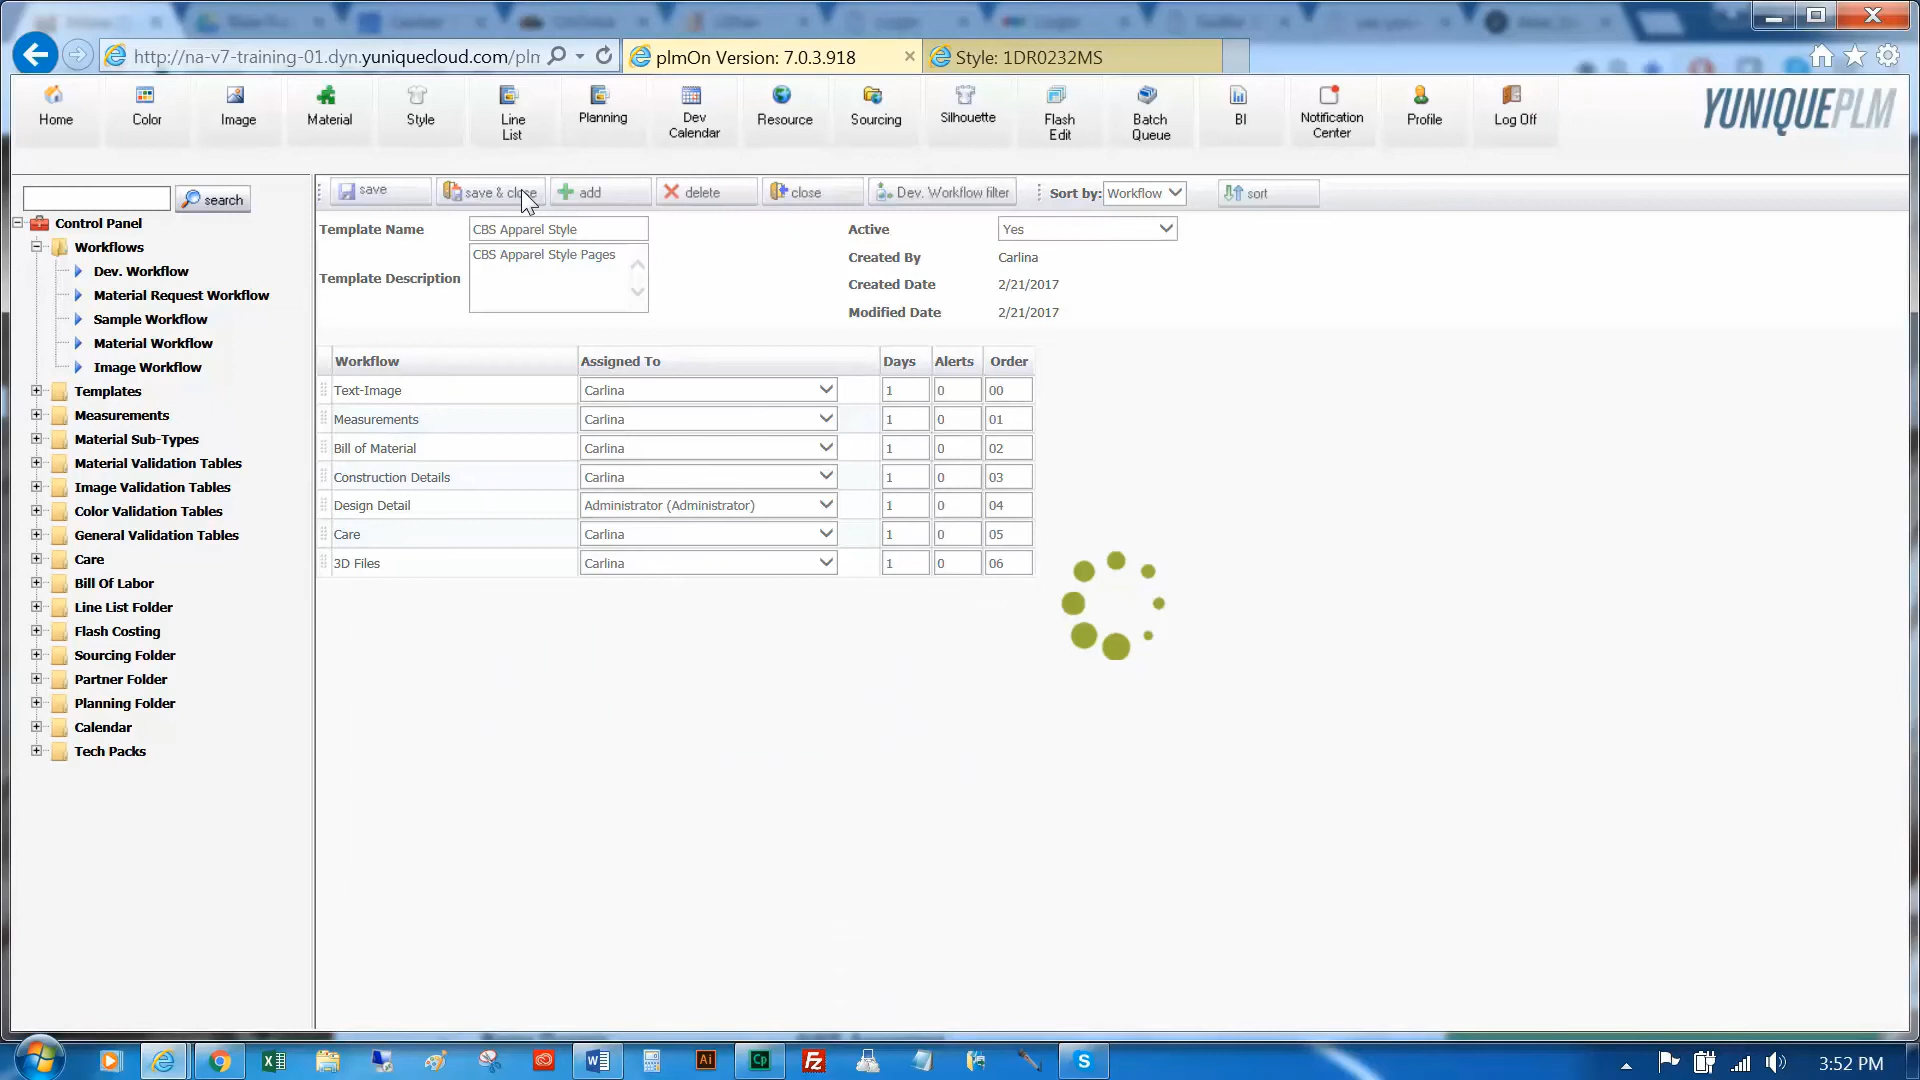 http://na-v7-training-01.dyn.yuniquecloud.com/plm
plmOn Version: 7.0.3.918
Style: 1DR0232MS
Home
Color
Image
Material
Style
Line List
Planning
Dev Calendar
Resource
Sourcing
Silhouette
Flash Edit
Batch Queue
BI
Notification Center
Profile
Log Off
YUNIQUEPLM
search
save
save & close
add
delete
close
Dev. Workflow filter
Sort by:
Workflow
sort
Control Panel
Workflows
Dev. Workflow
Material Request Workflow
Sample Workflow
Material Workflow
Image Workflow
Templates
Measurements
Material Sub-Types
Material Validation Tables
Image Validation Tables
Color Validation Tables
General Validation Tables
Care
Bill Of Labor
Line List Folder
Flash Costing
Sourcing Folder
Partner Folder
Planning Folder
Calendar
Tech Packs
Template Name
CBS Apparel Style
Template Description
CBS Apparel Style Pages
Active
Yes
Created By
Carlina
Created Date
2/21/2017
Modified Date
2/21/2017
Workflow Assigned To Days Alerts Order
Text-Image Carlina 1 0 00
Measurements Carlina 1 0 01
Bill of Material Carlina 1 0 02
Construction Details Carlina 1 0 03
Design Detail Administrator (Administrator) 1 0 04
Care Carlina 1 0 05
3D Files Carlina 1 0 06
3:52 PM